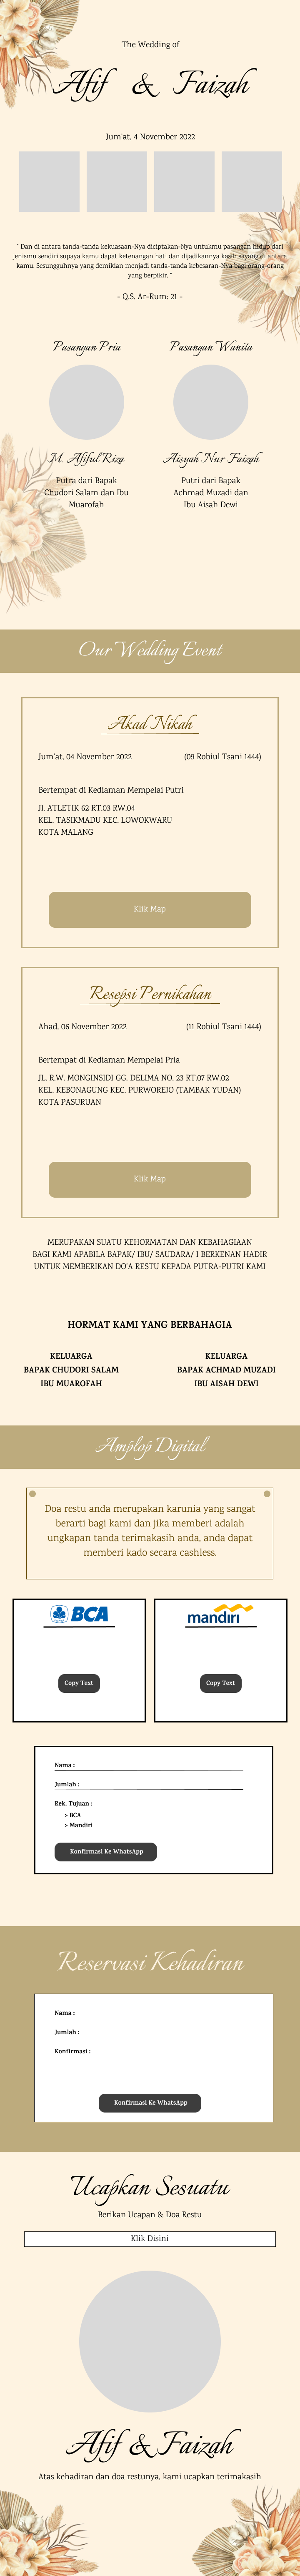 The Wedding of
Afif & Faizah
Jum'at, 4 November 2022
" Dan di antara tanda-tanda kekuasaan-Nya diciptakan-Nya untukmu pasangan hidup dari
jenismu sendiri supaya kamu dapat ketenangan hati dan dijadikannya kasih sayang di antara
kamu. Sesungguhnya yang demikian menjadi tanda-tanda kebesaran-Nya bagi orang-orang
yang berpikir. "
- Q.S. Ar-Rum: 21 -
Pasangan Pria
M. Afiful Riza
Putra dari Bapak
Chudori Salam dan Ibu
Muarofah
Pasangan Wanita
Aisyah Nur Faizah
Putri dari Bapak
Achmad Muzadi dan
Ibu Aisah Dewi
Our Wedding Event
Akad Nikah
Jum'at, 04 November 2022 (09 Robiul Tsani 1444)
Bertempat di Kediaman Mempelai Putri
Jl. ATLETIK 62 RT.03 RW.04
KEL. TASIKMADU KEC. LOWOKWARU
KOTA MALANG
Klik Map
Resepsi Pernikahan
Ahad, 06 November 2022 (11 Robiul Tsani 1444)
Bertempat di Kediaman Mempelai Pria
JL. R.W. MONGINSIDI GG. DELIMA NO. 23 RT.07 RW.02
KEL. KEBONAGUNG KEC. PURWOREJO (TAMBAK YUDAN)
KOTA PASURUAN
Klik Map
MERUPAKAN SUATU KEHORMATAN DAN KEBAHAGIAAN
BAGI KAMI APABILA BAPAK/ IBU/ SAUDARA/ I BERKENAN HADIR
UNTUK MEMBERIKAN DO'A RESTU KEPADA PUTRA-PUTRI KAMI
HORMAT KAMI YANG BERBAHAGIA
KELUARGA
BAPAK CHUDORI SALAM
IBU MUAROFAH
KELUARGA
BAPAK ACHMAD MUZADI
IBU AISAH DEWI
Amplop Digital
Doa restu anda merupakan karunia yang sangat
berarti bagi kami dan jika memberi adalah
ungkapan tanda terimakasih anda, anda dapat
memberi kado secara cashless.
BCA
Copy Text
mandiri
Copy Text
Nama :
Jumlah :
Rek. Tujuan :
> BCA
> Mandiri
Konfirmasi Ke WhatsApp
Reservasi Kehadiran
Nama :
Jumlah :
Konfirmasi :
Konfirmasi Ke WhatsApp
Ucapkan Sesuatu
Berikan Ucapan & Doa Restu
Klik Disini
Afif & Faizah
Atas kehadiran dan doa restunya, kami ucapkan terimakasih